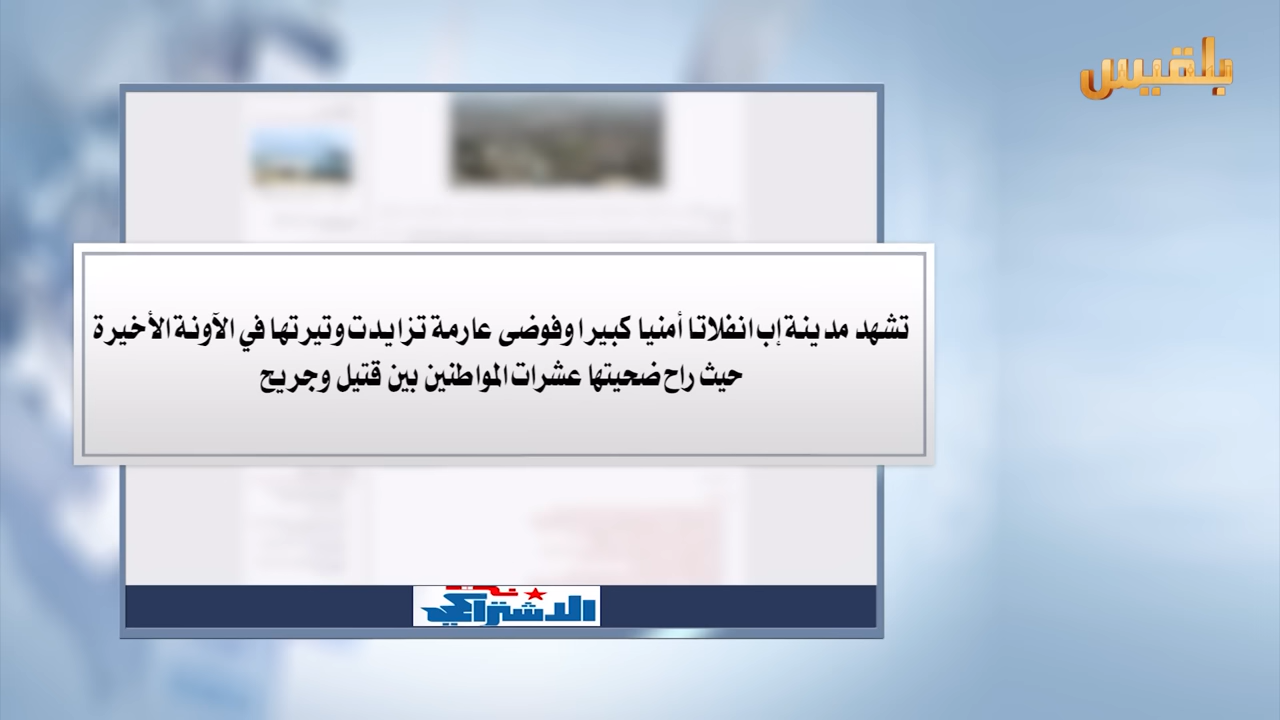 بلقيس
تشهد مدينة إب انفلاتا أمنيا كبيرا وفوضى عارمة تزايدت وتيرتها في الآونة الأخيرة
حيث راح ضحيتها عشرات المواطنين بين قتيل وجريح
الاشتراكي